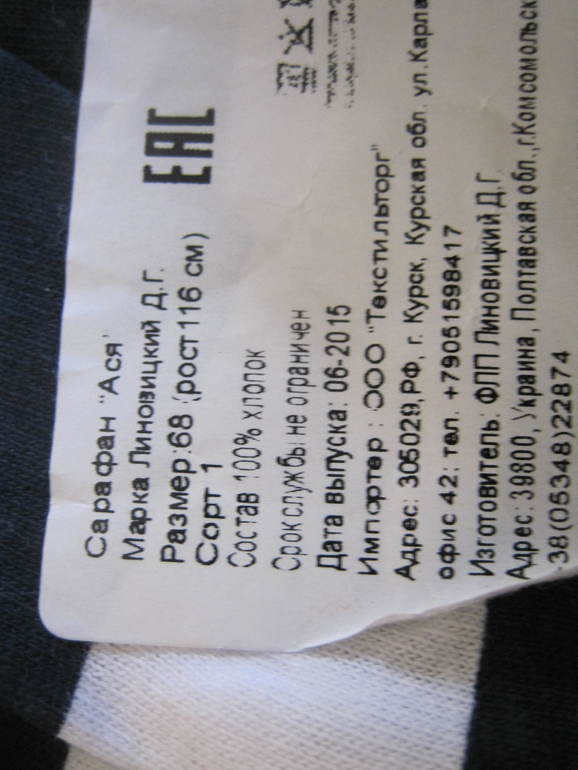 Сарафан "Ася"
Марка Линовицкий Д.Г.
EAC
Размер:68 (рост116 см)
Сорт 1
Состав 100% хлопок
Срок службы не ограничен
Дата выпуска: 06-2015
Импортер : ООО "Текстильторг"
Адрес: 305029,РФ, г. Курск, Курская обл. ул.Карла
офис 42; тел. +79051598417
Изготовитель: ФЛП Линовицкий Д.Г.
Адрес: 39800, Украина, Полтавская обл.,г.Комсомольск
38(05348)22874